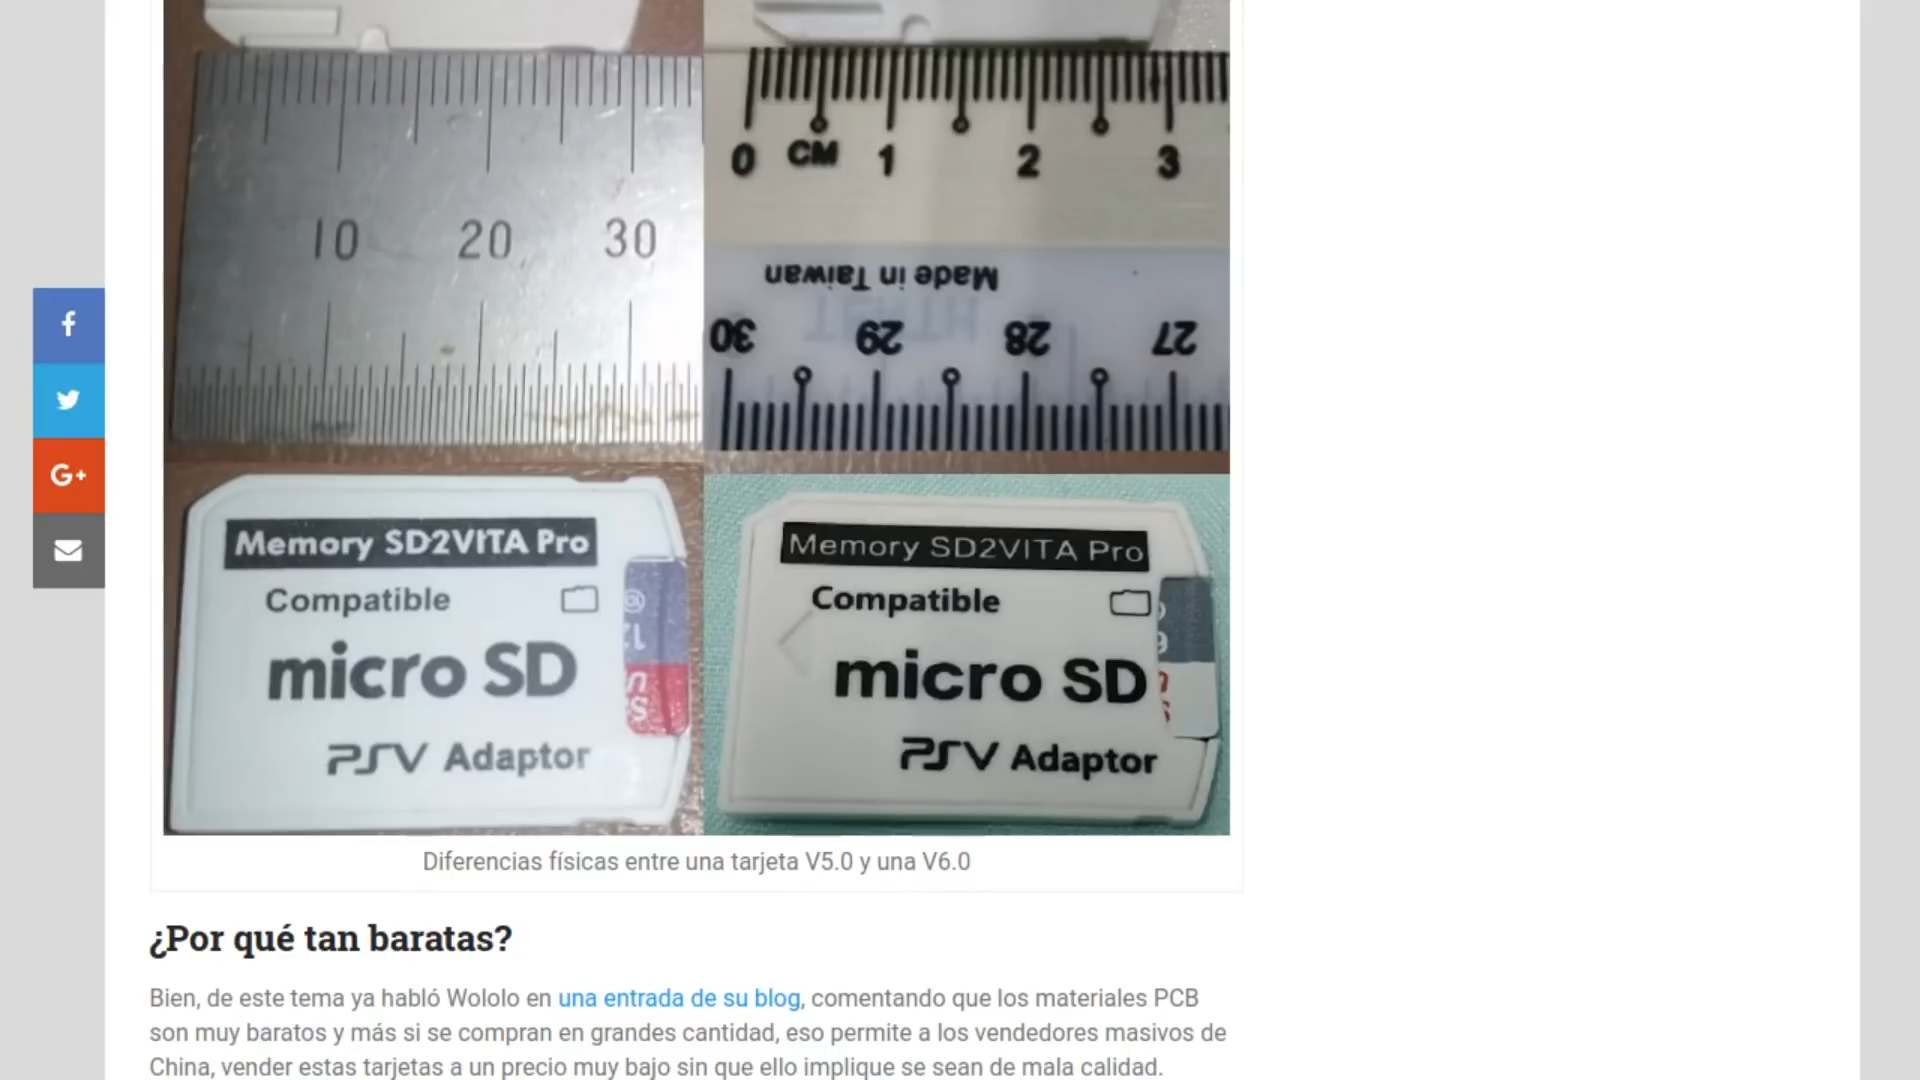 10 20 30
0 CM 1 2 3
Made in Taiwan
30 29 28 27
Memory SD2VITA Pro
Compatible
micro SD
PSV Adaptor
Memory SD2VITA Pro
Compatible
micro SD
PSV Adaptor
f
G+
Diferencias físicas entre una tarjeta V5.0 y una V6.0
¿Por qué tan baratas?
Bien, de este tema ya habló Wololo en una entrada de su blog, comentando que los materiales PCB
son muy baratos y más si se compran en grandes cantidad, eso permite a los vendedores masivos de
China, vender estas tarjetas a un precio muy bajo sin que ello implique se sean de mala calidad.